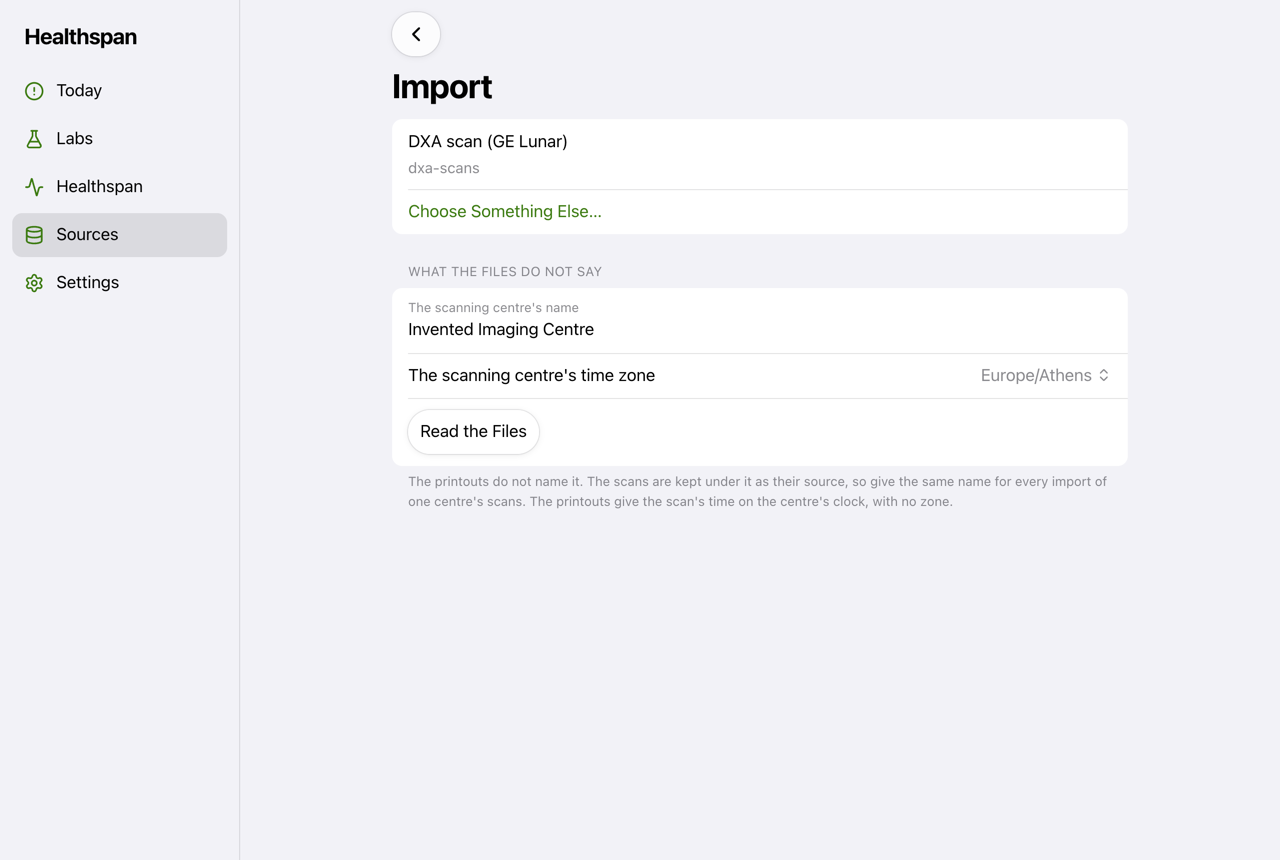 Healthspan
Today
Labs
Healthspan
Sources
Settings
Import
DXA scan (GE Lunar)
dxa-scans
Choose Something Else...
WHAT THE FILES DO NOT SAY
The scanning centre's name
Invented Imaging Centre
The scanning centre's time zone
Europe/Athens
Read the Files
The printouts do not name it. The scans are kept under it as their source, so give the same name for every import of
one centre's scans. The printouts give the scan's time on the centre's clock, with no zone.